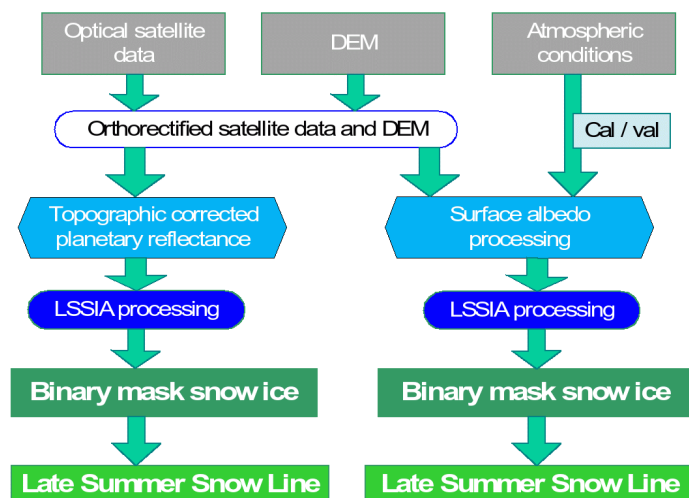 Optical satellite
data
DEM
Atmospheric
conditions
Orthorectified satellite data and DEM
Cal / val
Topographic corrected
planetary reflectance
Surface albedo
processing
LSSIA processing
LSSIA processing
Binary mask snow ice
Binary mask snow ice
Late Summer Snow Line
Late Summer Snow Line